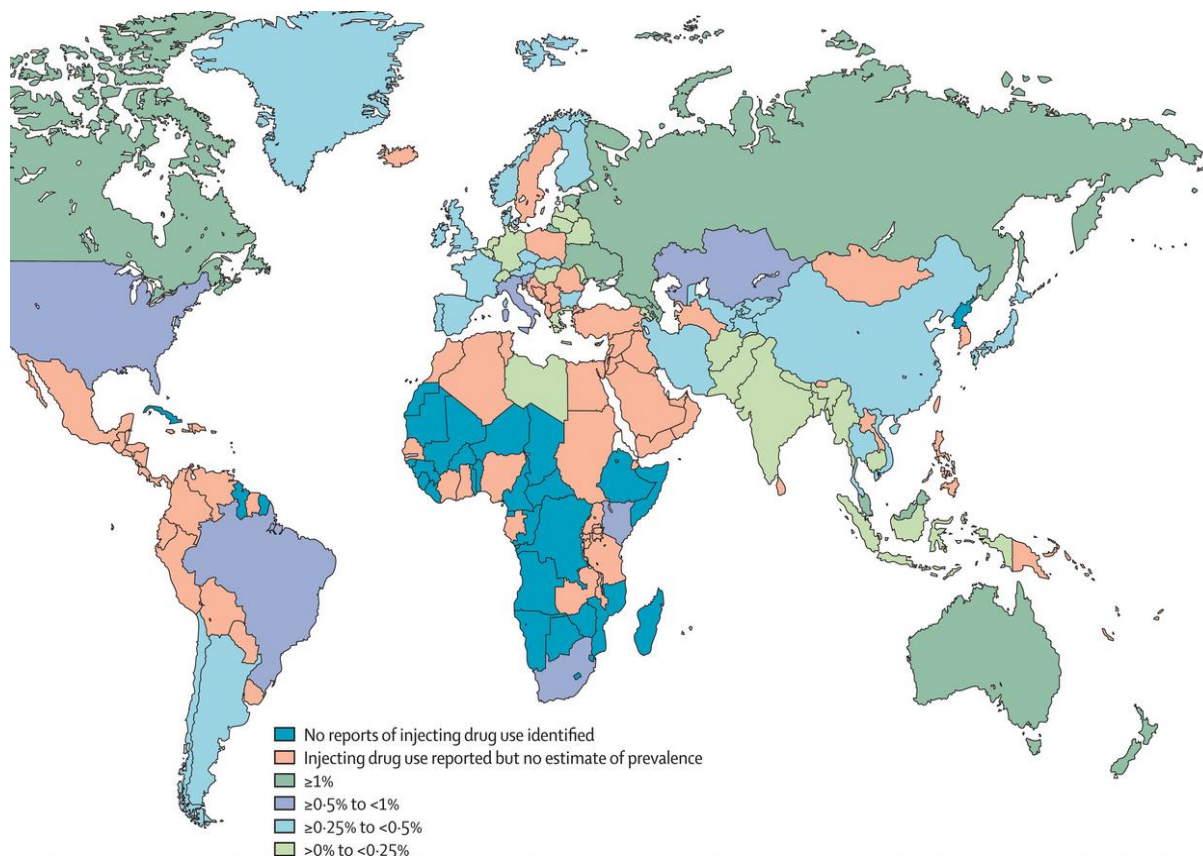 No reports of injecting drug use identified
Injecting drug use reported but no estimate of prevalence
≥1%
≥0·5% to <1%
≥0·25% to <0·5%
>0% to <0·25%